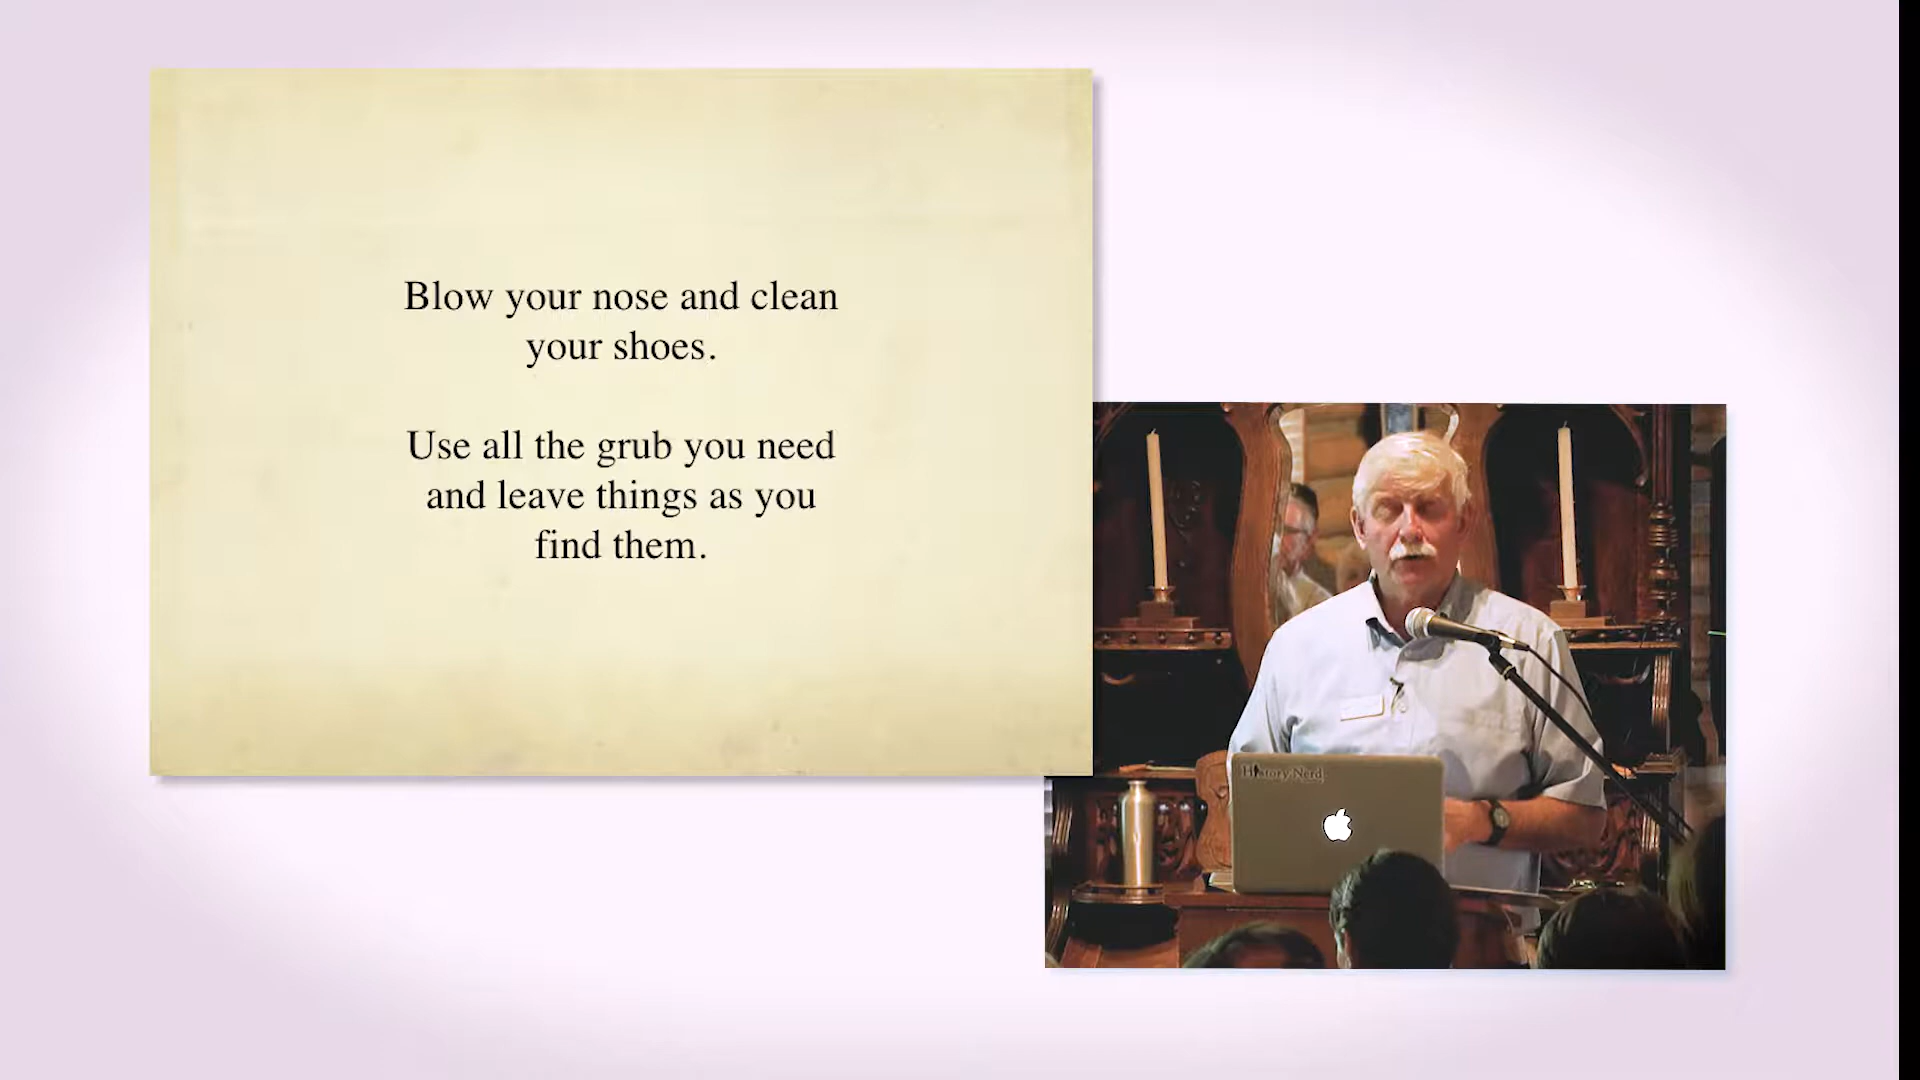 Blow your nose and clean
your shoes.
Use all the grub you need
and leave things as you
find them.
History Nerd